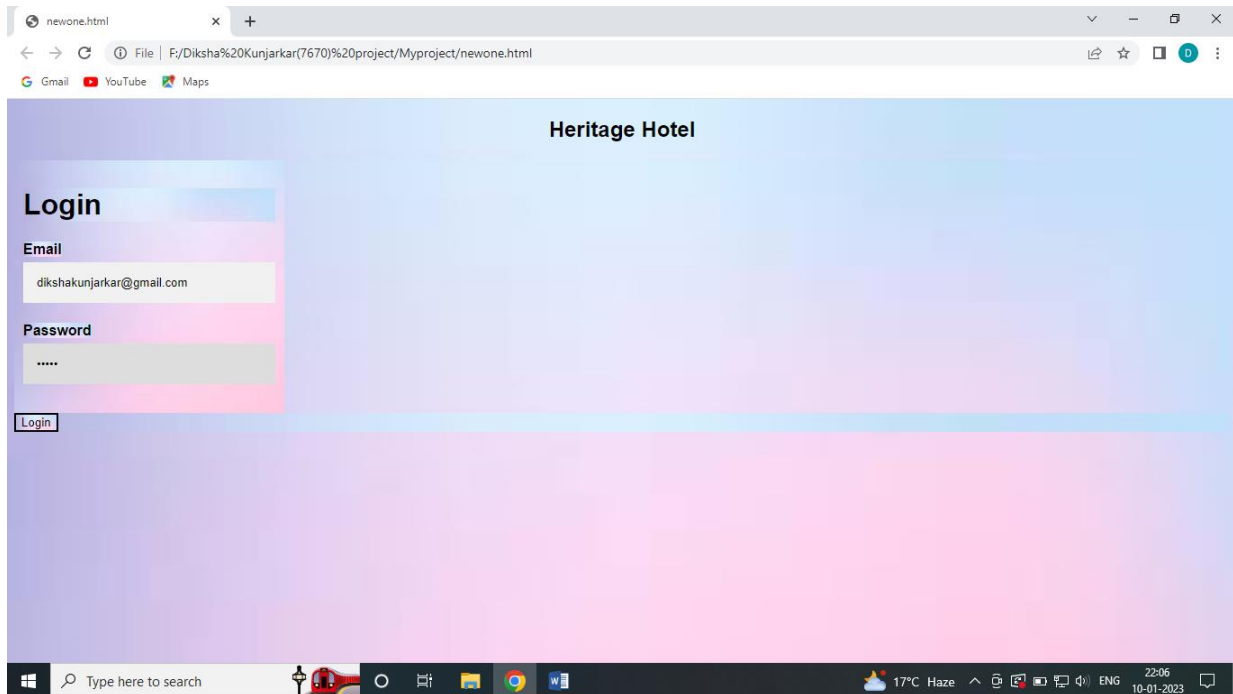 newone.html
File F:/Diksha%20Kunjarkar(7670)%20project/Myproject/newone.html D
Gmail YouTube Maps
Heritage Hotel
Login
Email
dikshakunjarkar@gmail.com
Password
•••••
Login
Type here to search 17°C Haze ENG 22:06
10-01-2023